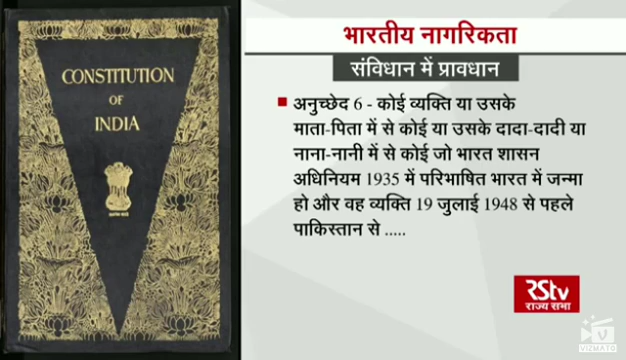 CONSTITUTION
OF
INDIA
भारतीय नागरिकता
संविधान में प्रावधान
अनुच्छेद 6 - कोई व्यक्ति या उसके
माता-पिता में से कोई या उसके दादा-दादी या
नाना-नानी में से कोई जो भारत शासन
अधिनियम 1935 में परिभाषित भारत में जन्मा
हो और वह व्यक्ति 19 जुलाई 1948 से पहले
पाकिस्तान से .....
RStv
राज्य सभा
VIZMATO